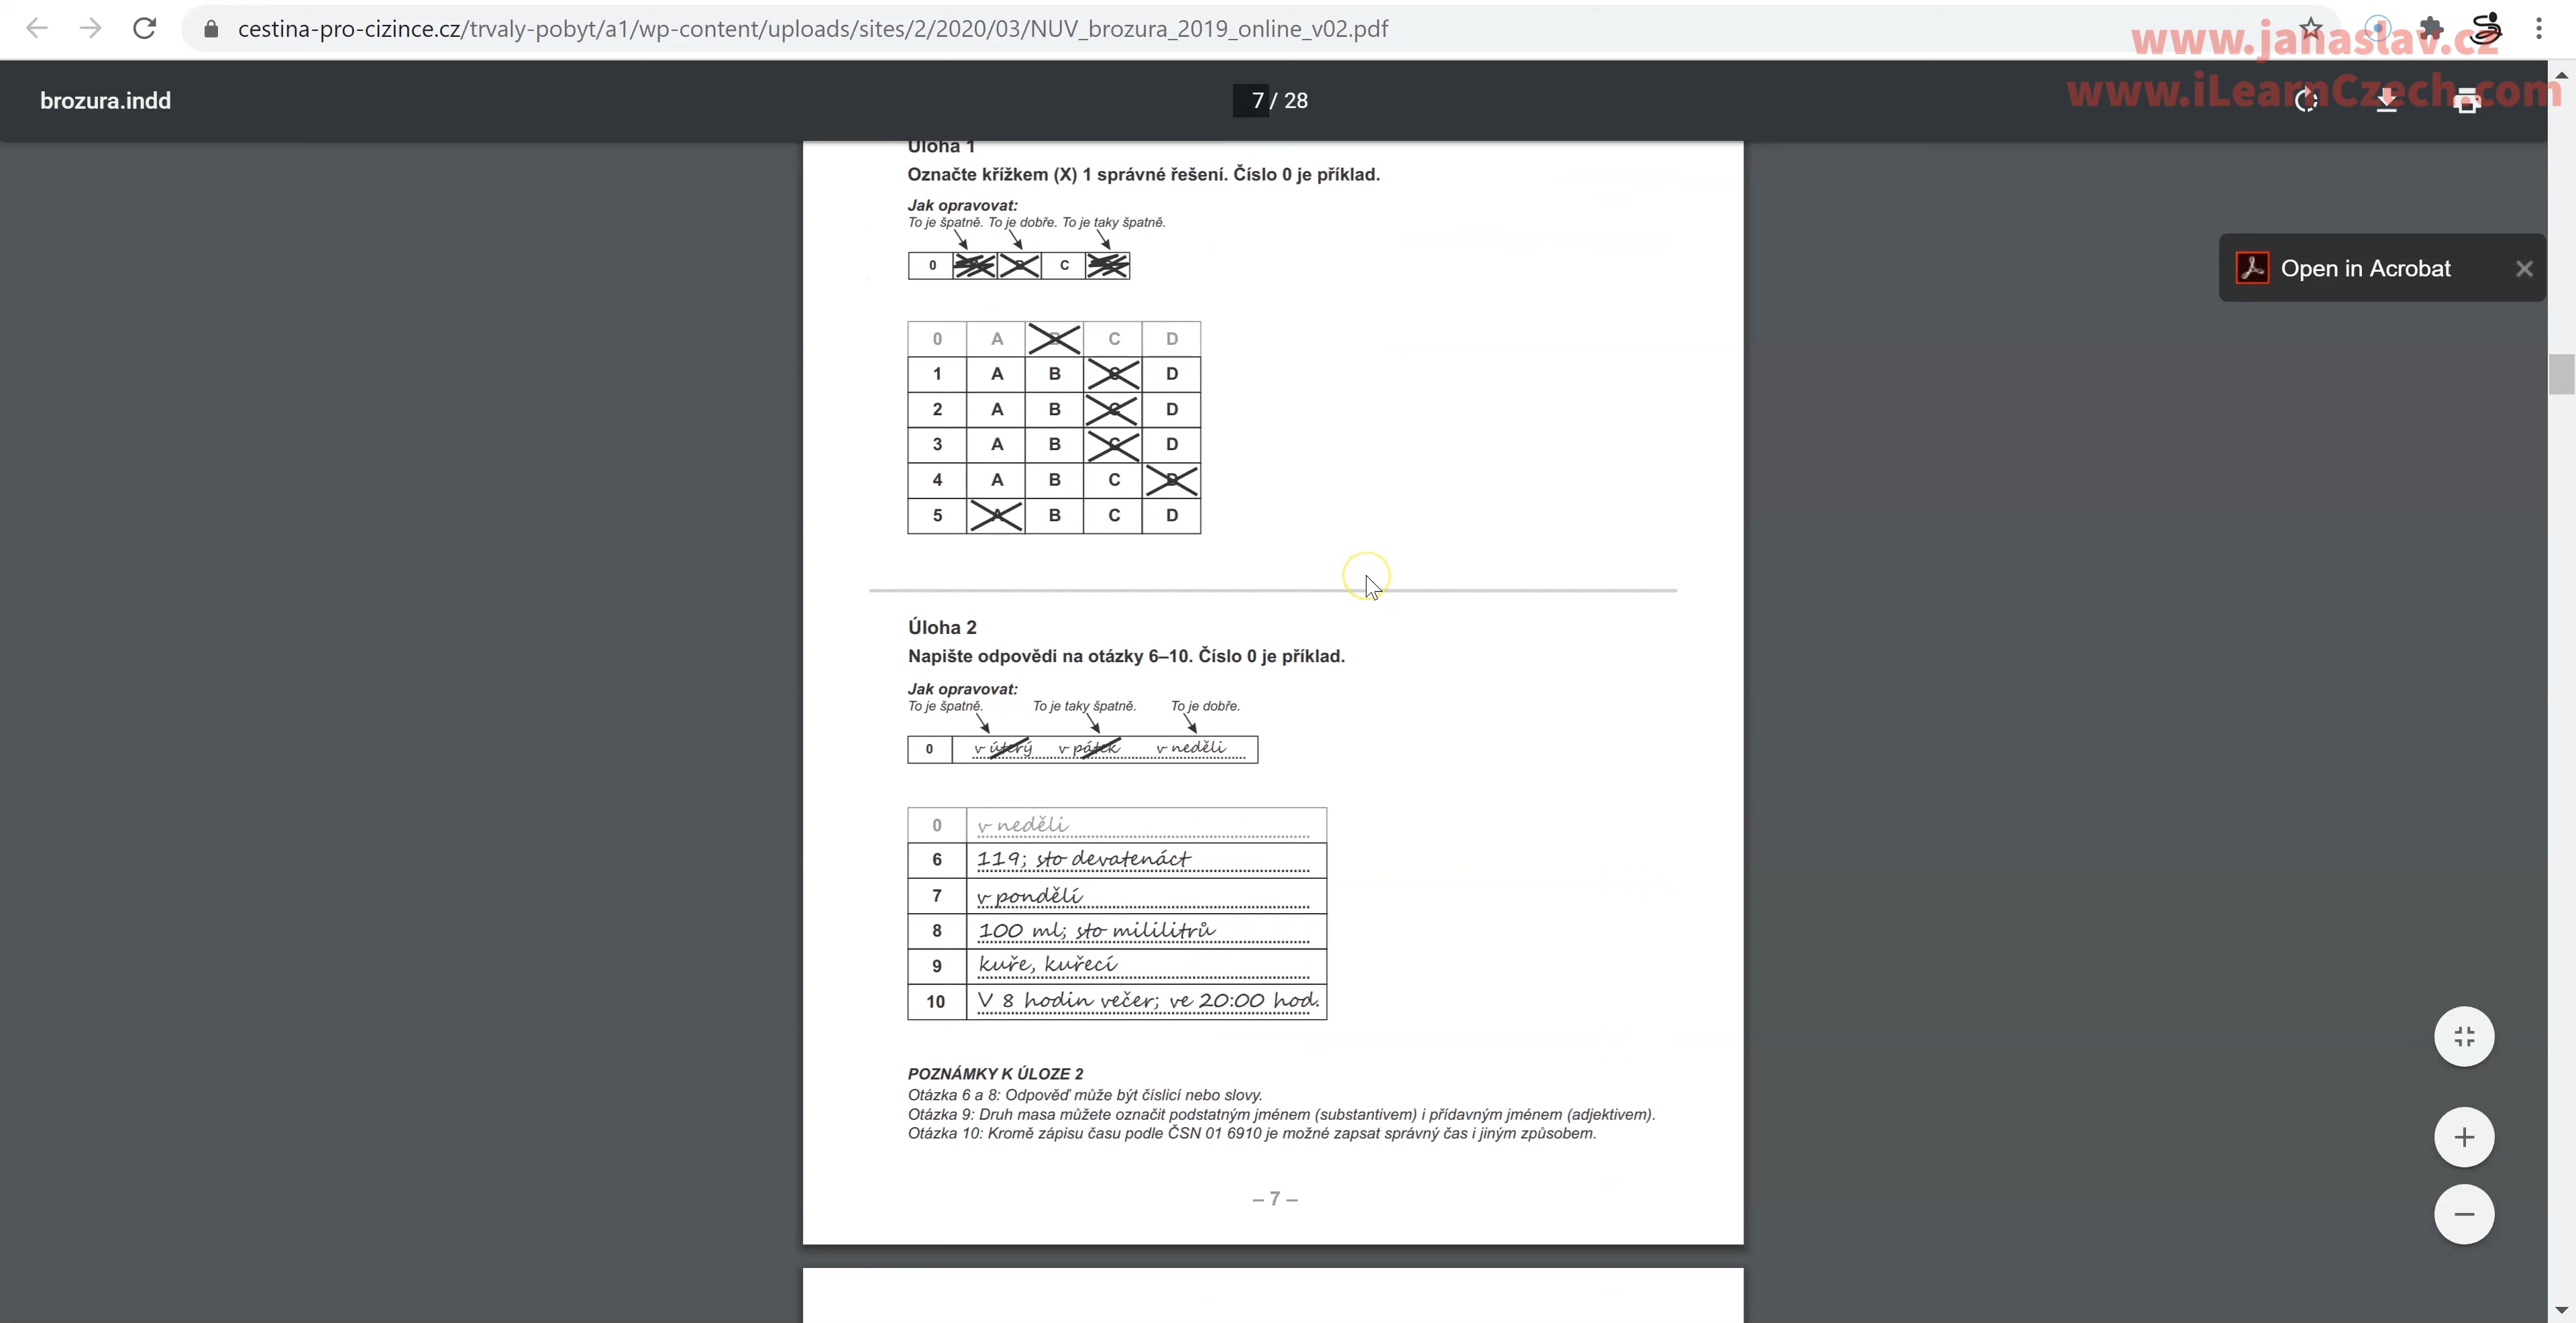 cestina-pro-cizince.cz/trvaly-pobyt/a1/wp-content/uploads/sites/2/2020/03/NUV_brozura_2019_online_v02.pdf
www.janaslav.cz
www.iLearnCzech.com
brozura.indd
7 / 28
Open in Acrobat
Úloha 1
Označte křížkem (X) 1 správné řešení. Číslo 0 je příklad.
Jak opravovat:
To je špatně. To je dobře. To je taky špatně.
0 B C
0 A B C D
1 A B C D
2 A B C D
3 A B C D
4 A B C D
5 A B C D
Úloha 2
Napište odpovědi na otázky 6–10. Číslo 0 je příklad.
Jak opravovat:
To je špatně. To je taky špatně. To je dobře.
0 v úterý v pátek v neděli
0 v neděli
6 119; sto devatenáct
7 v pondělí
8 100 ml; sto mililitrů
9 kuře, kuřecí
10 V 8 hodin večer; ve 20:00 hod.
POZNÁMKY K ÚLOZE 2
Otázka 6 a 8: Odpověď může být číslicí nebo slovy.
Otázka 9: Druh masa můžete označit podstatným jménem (substantivem) i přídavným jménem (adjektivem).
Otázka 10: Kromě zápisu času podle ČSN 01 6910 je možné zapsat správný čas i jiným způsobem.
– 7 –